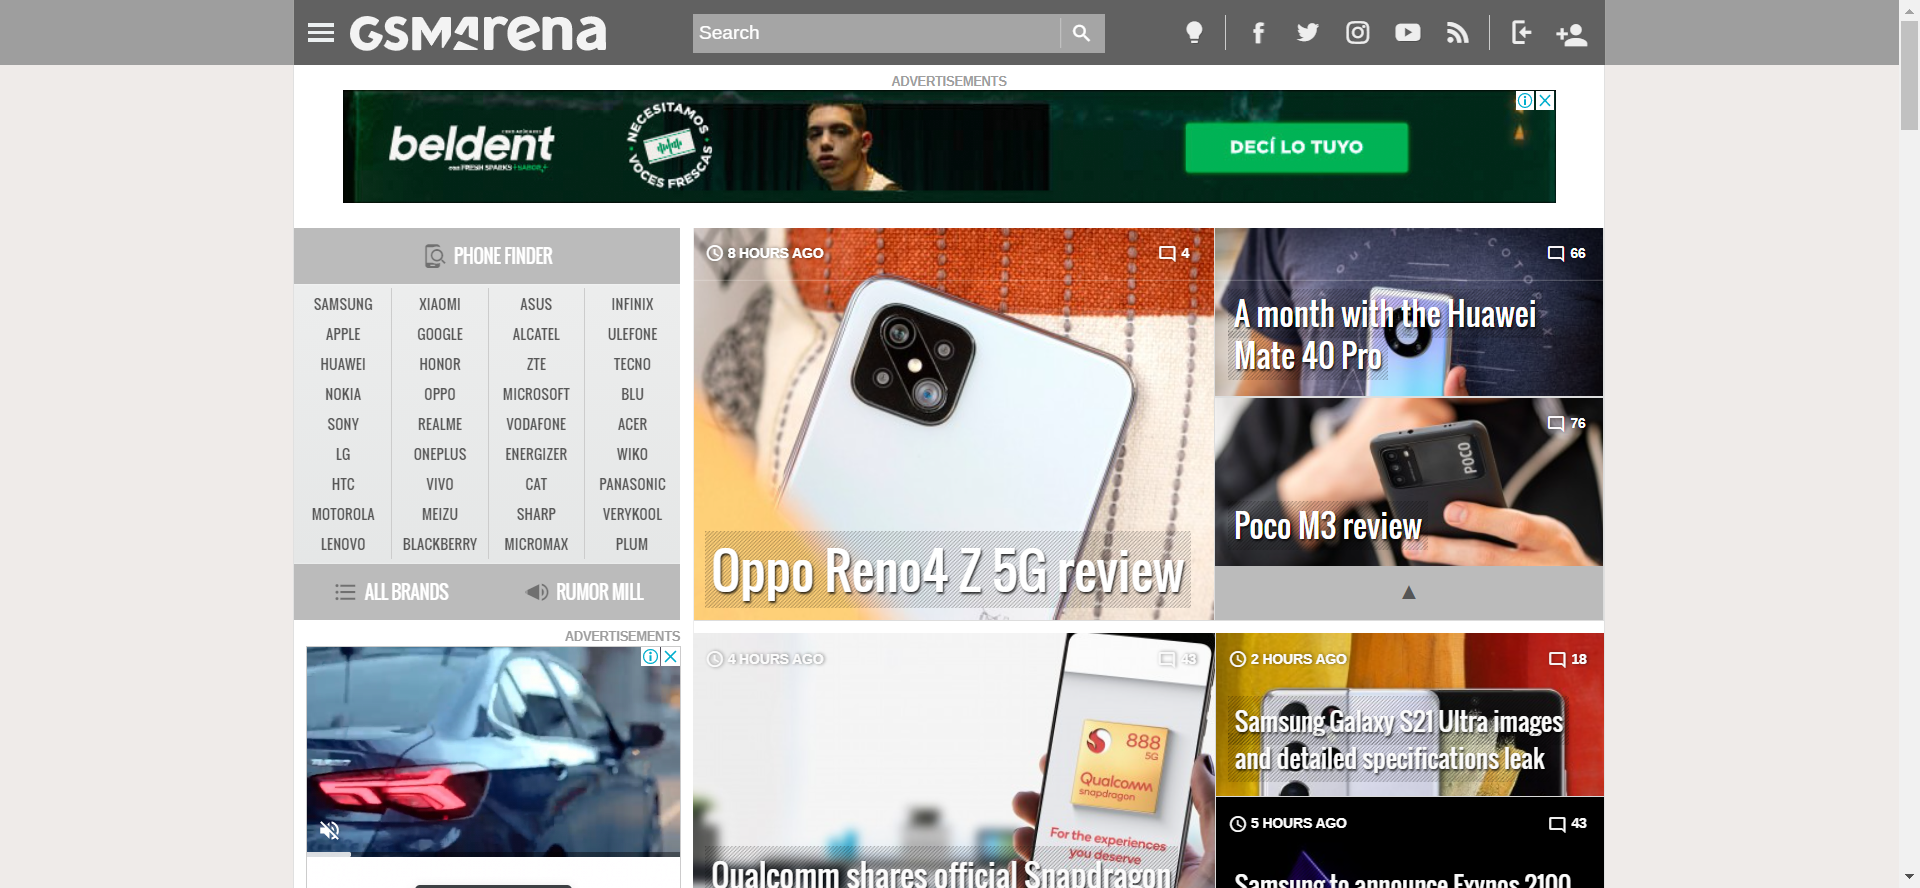 GSMArena
Search
ADVERTISEMENTS
beldent
con FRESH SPARKS +SABOR+
NECESITAMOS
VOCES FRESCAS
DECÍ LO TUYO
PHONE FINDER
SAMSUNG XIAOMI ASUS INFINIX
APPLE GOOGLE ALCATEL ULEFONE
HUAWEI HONOR ZTE TECNO
NOKIA OPPO MICROSOFT BLU
SONY REALME VODAFONE ACER
LG ONEPLUS ENERGIZER WIKO
HTC VIVO CAT PANASONIC
MOTOROLA MEIZU SHARP VERYKOOL
LENOVO BLACKBERRY MICROMAX PLUM
ALL BRANDS RUMOR MILL
8 HOURS AGO 4
Oppo Reno4 Z 5G review
66
A month with the Huawei
Mate 40 Pro
76
POCO
Poco M3 review
▲
ADVERTISEMENTS
4 HOURS AGO 43
888
5G
Qualcomm
snapdragon
For the experiences
you deserve
Qualcomm shares official Snapdragon
2 HOURS AGO 18
Samsung Galaxy S21 Ultra images
and detailed specifications leak
5 HOURS AGO 43
Samsung to announce Exynos 2100